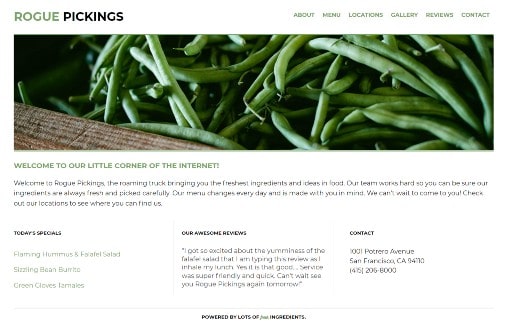 ROGUE PICKINGS
ABOUT MENU LOCATIONS GALLERY REVIEWS CONTACT
WELCOME TO OUR LITTLE CORNER OF THE INTERNET!
Welcome to Rogue Pickings, the roaming truck bringing you the freshest ingredients and ideas in food. Our team works hard so you can be sure our
ingredients are always fresh and picked carefully. Our menu changes every day and is made with you in mind. We can't wait to come to you! Check
out our locations to see where you can find us.
TODAY'S SPECIALS
Flaming Hummus & Falafel Salad
Sizzling Bean Burrito
Green Gloves Tamales
OUR AWESOME REVIEWS
"I got so excited about the yumminess of the
falafel salad that I am typing this review as I
inhale my lunch. Yes it is that good.... Service
was super friendly and quick. Can't wait see
you Rogue Pickings again tomorrow!"
CONTACT
1001 Potrero Avenue
San Francisco, CA 94110
(415) 206-8000
POWERED BY LOTS OF fresh INGREDIENTS.